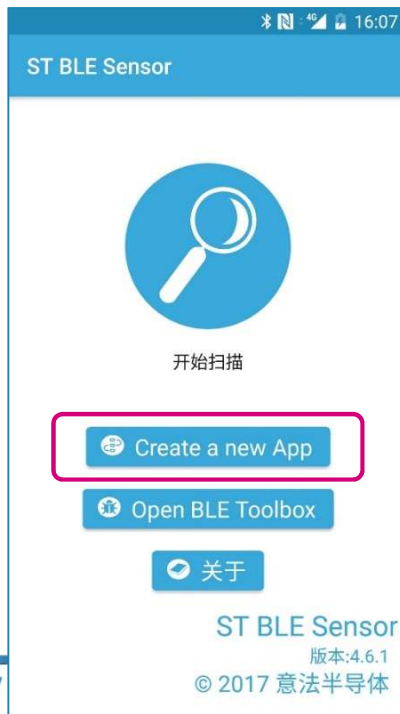 4G 16:07
ST BLE Sensor
开始扫描
Create a new App
Open BLE Toolbox
关于
ST BLE Sensor
版本:4.6.1
© 2017 意法半导体